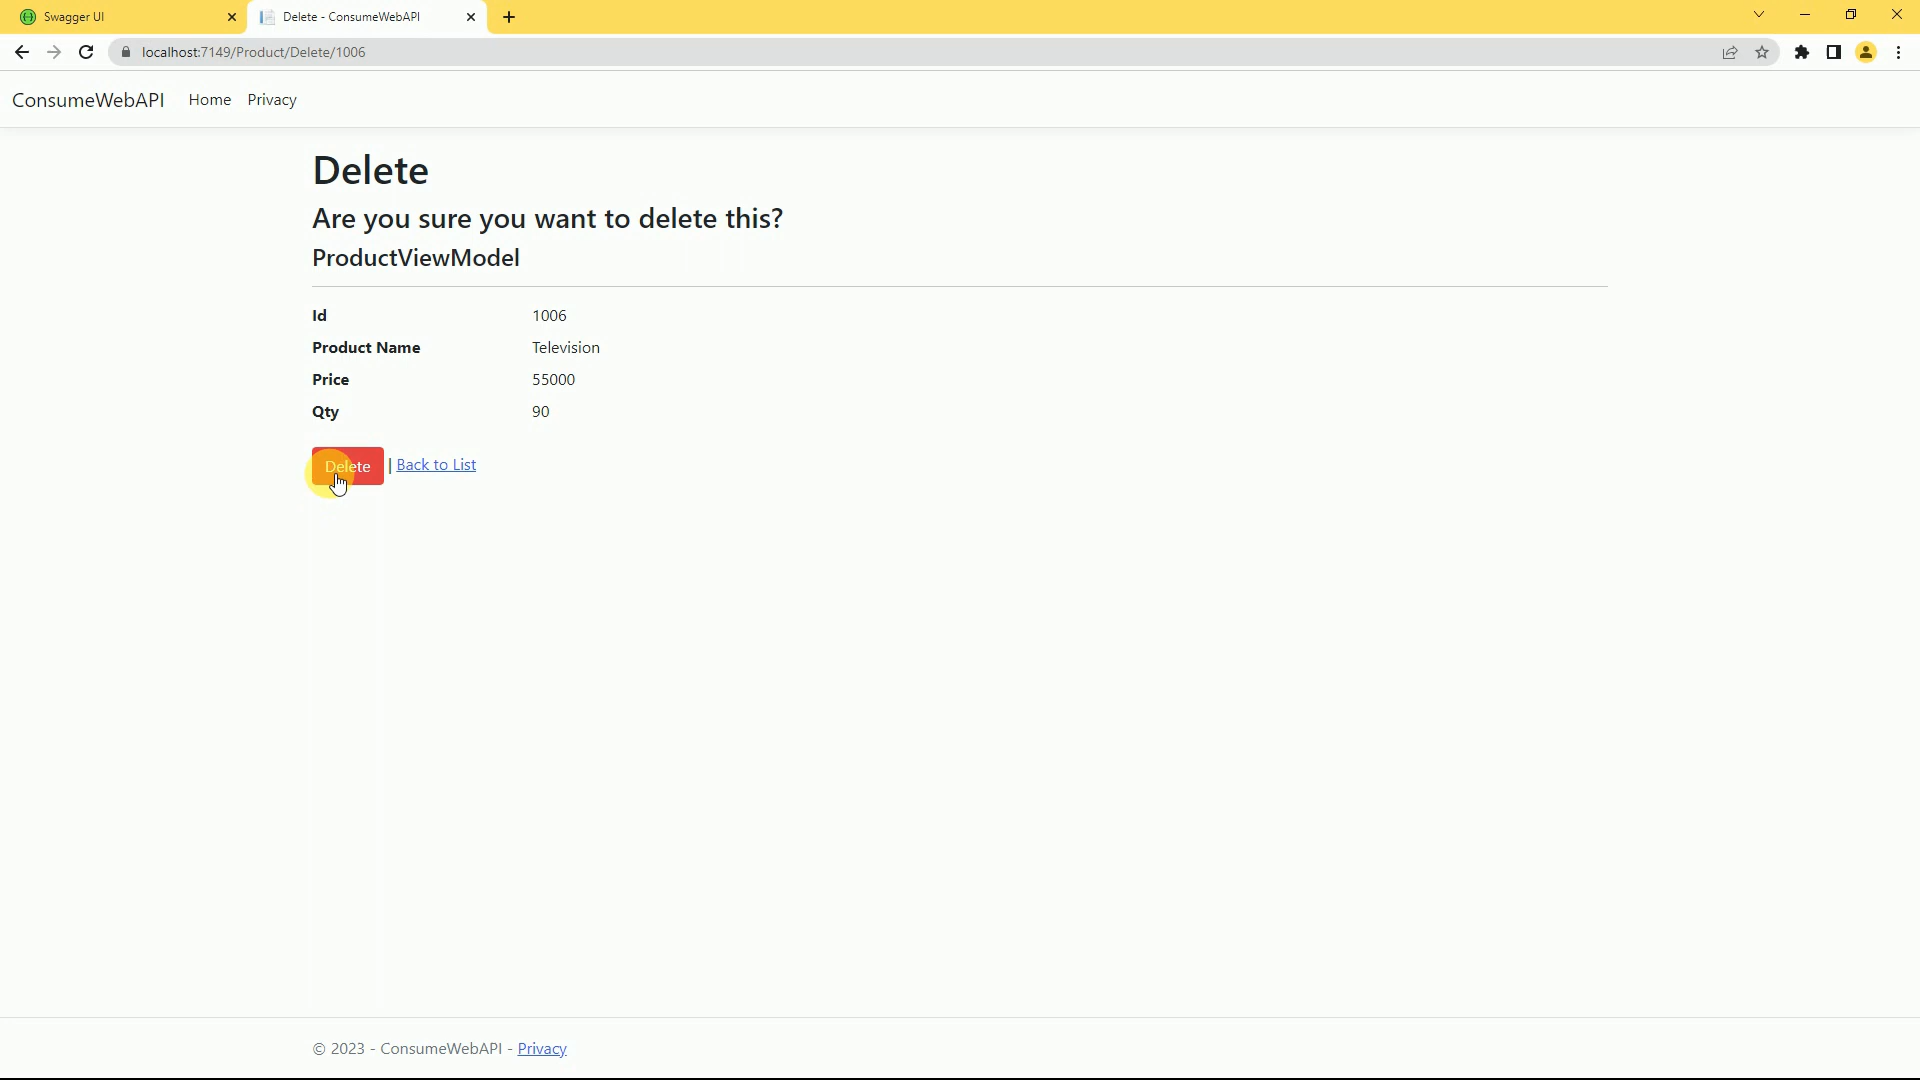 Swagger UI
Delete - ConsumeWebAPI
localhost:7149/Product/Delete/1006
ConsumeWebAPI Home Privacy
Delete
Are you sure you want to delete this?
ProductViewModel
Id 1006
Product Name Television
Price 55000
Qty 90
Delete | Back to List
© 2023 - ConsumeWebAPI - Privacy